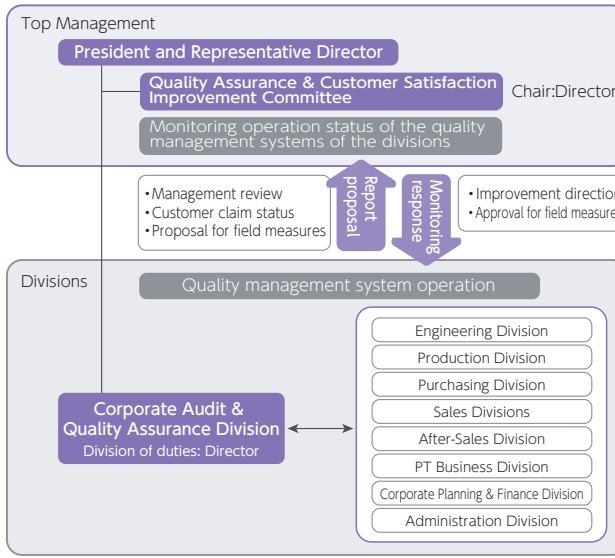 Top Management
President and Representative Director
Quality Assurance & Customer Satisfaction
Improvement Committee
Chair:Director
Monitoring operation status of the quality
management systems of the divisions
•Management review
•Customer claim status
•Proposal for field measures
Report
proposal
Monitoring
response
•Improvement direction
•Approval for field measure
Divisions
Quality management system operation
Corporate Audit &
Quality Assurance Division
Division of duties: Director
Engineering Division
Production Division
Purchasing Division
Sales Divisions
After-Sales Division
PT Business Division
Corporate Planning & Finance Division
Administration Division